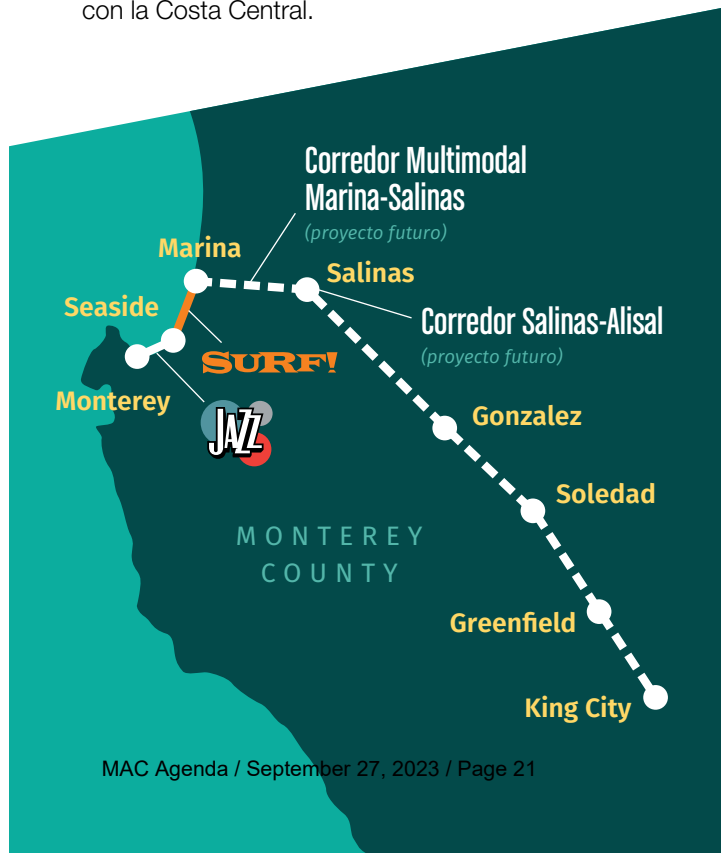 con la Costa Central.
Corredor Multimodal
Marina-Salinas
(proyecto futuro)
Marina
Salinas
Seaside
Corredor Salinas-Alisal
(proyecto futuro)
SURF!
Monterey
JAZZ
Gonzalez
Soledad
MONTEREY
COUNTY
Greenfield
King City
MAC Agenda / September 27, 2023 / Page 21